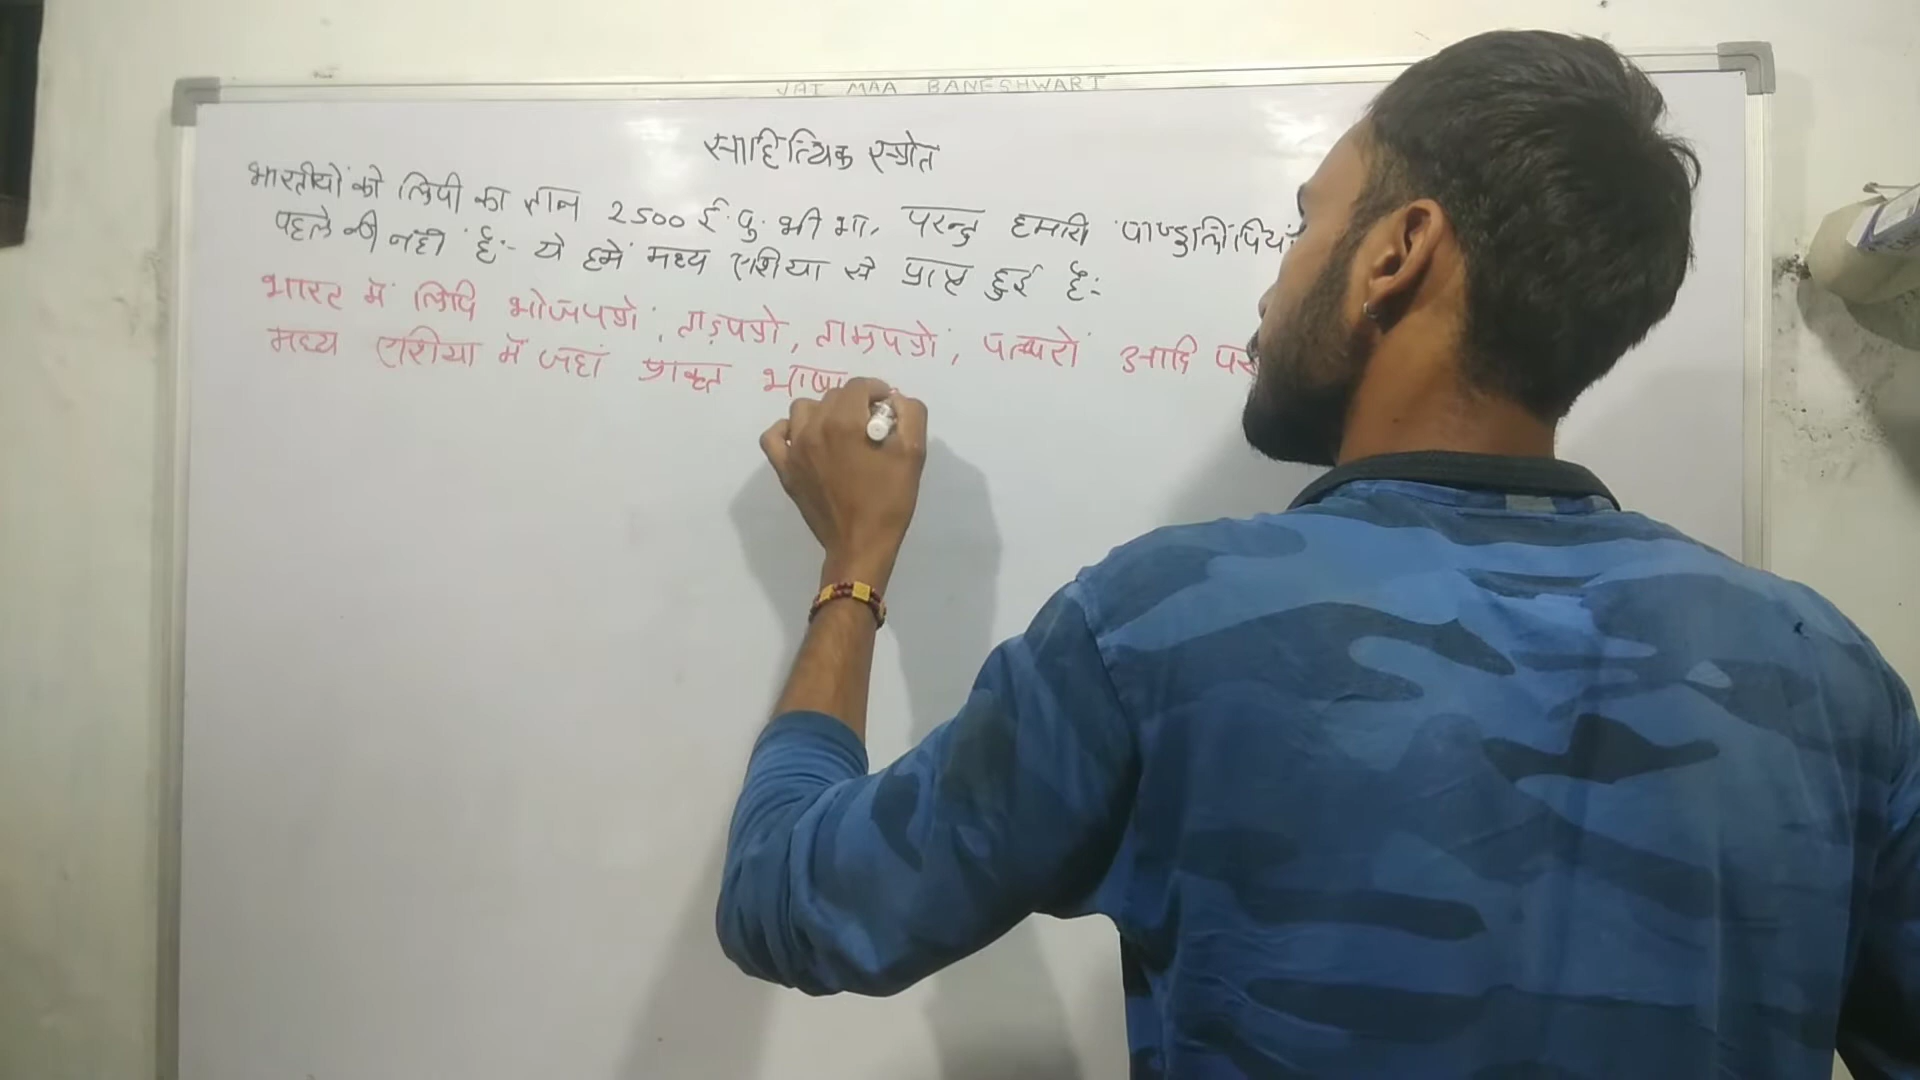 JAI MAA BANESHWARI
साहित्यिक स्त्रोत
भारतीयों को लिपी का ज्ञान 2500 ई॰ पु॰ भी था, परन्तु हमारी पाण्डुलिपियां
पहले की नहीं हैः- ये हमें मध्य एशिया से प्राप्त हुई हैः
भारत में लिपि भोजपत्रो, ताड़पत्रो, ताम्रपत्रों, पत्थरों आदि पर
मध्य एशिया में जहां प्राकृत भाषा